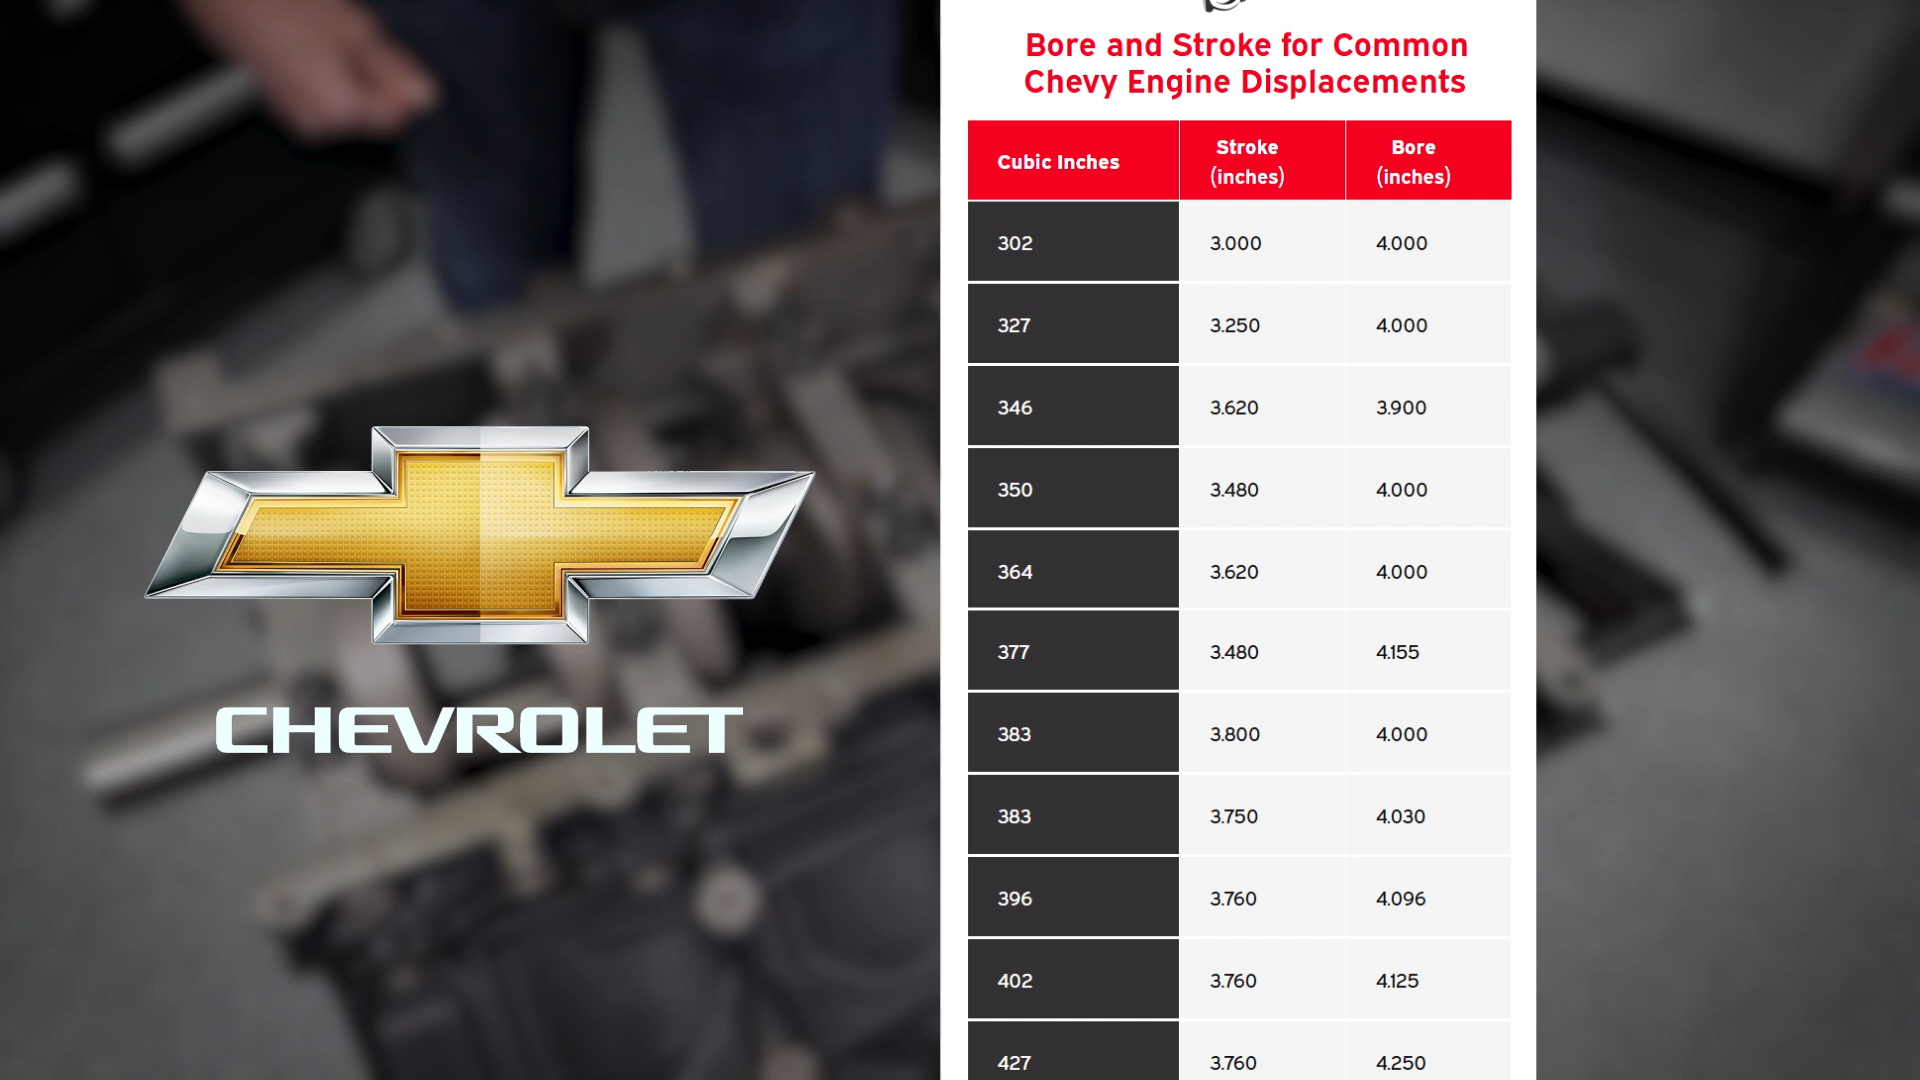 CHEVROLET
Bore and Stroke for Common
Chevy Engine Displacements
Cubic Inches Stroke (inches) Bore (inches)
302 3.000 4.000
327 3.250 4.000
346 3.620 3.900
350 3.480 4.000
364 3.620 4.000
377 3.480 4.155
383 3.800 4.000
383 3.750 4.030
396 3.760 4.096
402 3.760 4.125
427 3.760 4.250